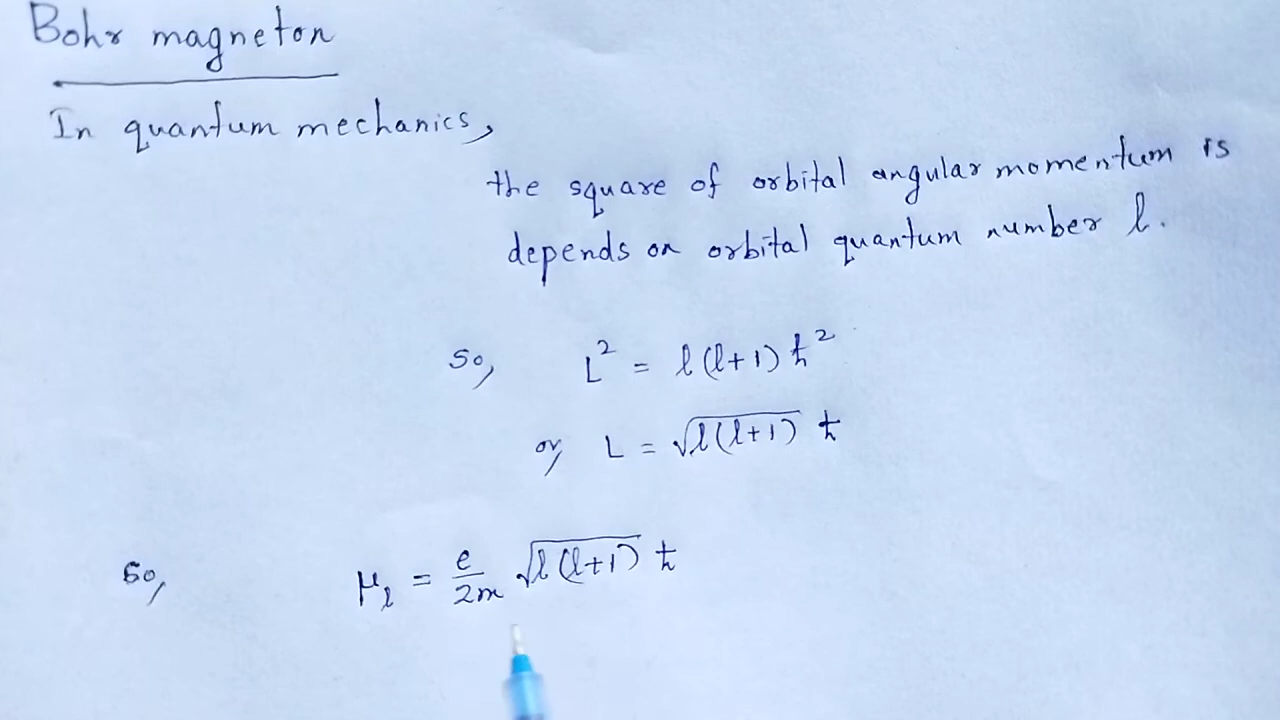 Bohr magneton
In quantum mechanics,
the square of orbital angular momentum is
depends on orbital quantum number l.
So, L² = l(l+1) ħ²
or, L = √l(l+1) ħ
So, μₗ = e/2m √l(l+1) ħ